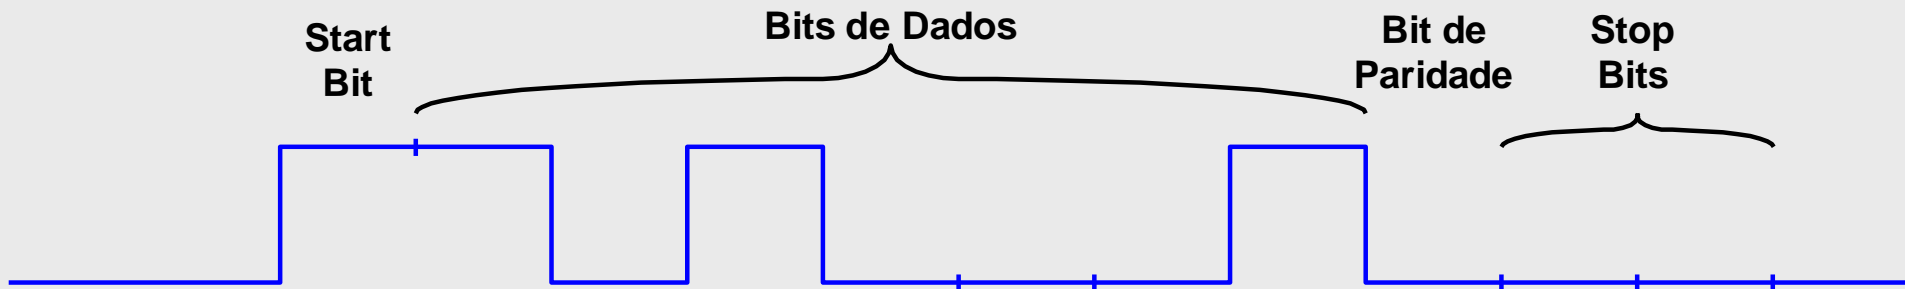 Start
Bit
Bits de Dados
Bit de
Paridade
Stop
Bits